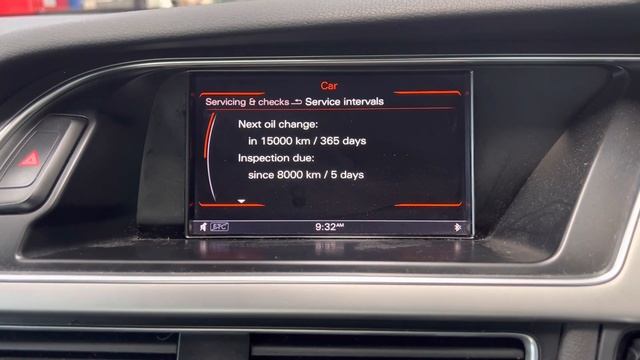 Car
Servicing & checks Service intervals
Next oil change:
in 15000 km / 365 days
Inspection due:
since 8000 km / 5 days
9:32AM